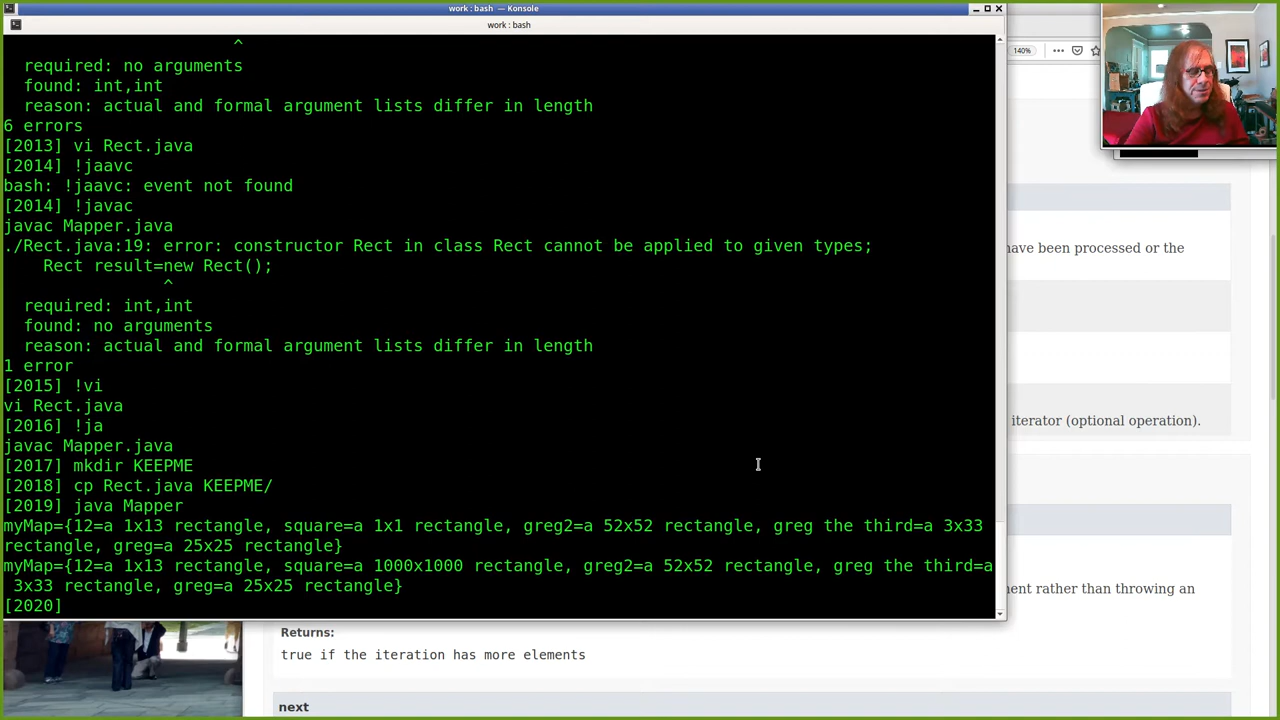 work : bash — Konsole
work : bash
^
required: no arguments
found: int,int
reason: actual and formal argument lists differ in length
6 errors
[2013] vi Rect.java
[2014] !jaavc
bash: !jaavc: event not found
[2014] !javac
javac Mapper.java
./Rect.java:19: error: constructor Rect in class Rect cannot be applied to given types;
Rect result=new Rect();
^
required: int,int
found: no arguments
reason: actual and formal argument lists differ in length
1 error
[2015] !vi
vi Rect.java
[2016] !ja
javac Mapper.java
[2017] mkdir KEEPME
[2018] cp Rect.java KEEPME/
[2019] java Mapper
myMap={12=a 1x13 rectangle, square=a 1x1 rectangle, greg2=a 52x52 rectangle, greg the third=a 3x33
rectangle, greg=a 25x25 rectangle}
myMap={12=a 1x13 rectangle, square=a 1000x1000 rectangle, greg2=a 52x52 rectangle, greg the third=a
3x33 rectangle, greg=a 25x25 rectangle}
[2020]
140%
have been processed or the
iterator (optional operation).
ent rather than throwing an
Returns:
true if the iteration has more elements
next